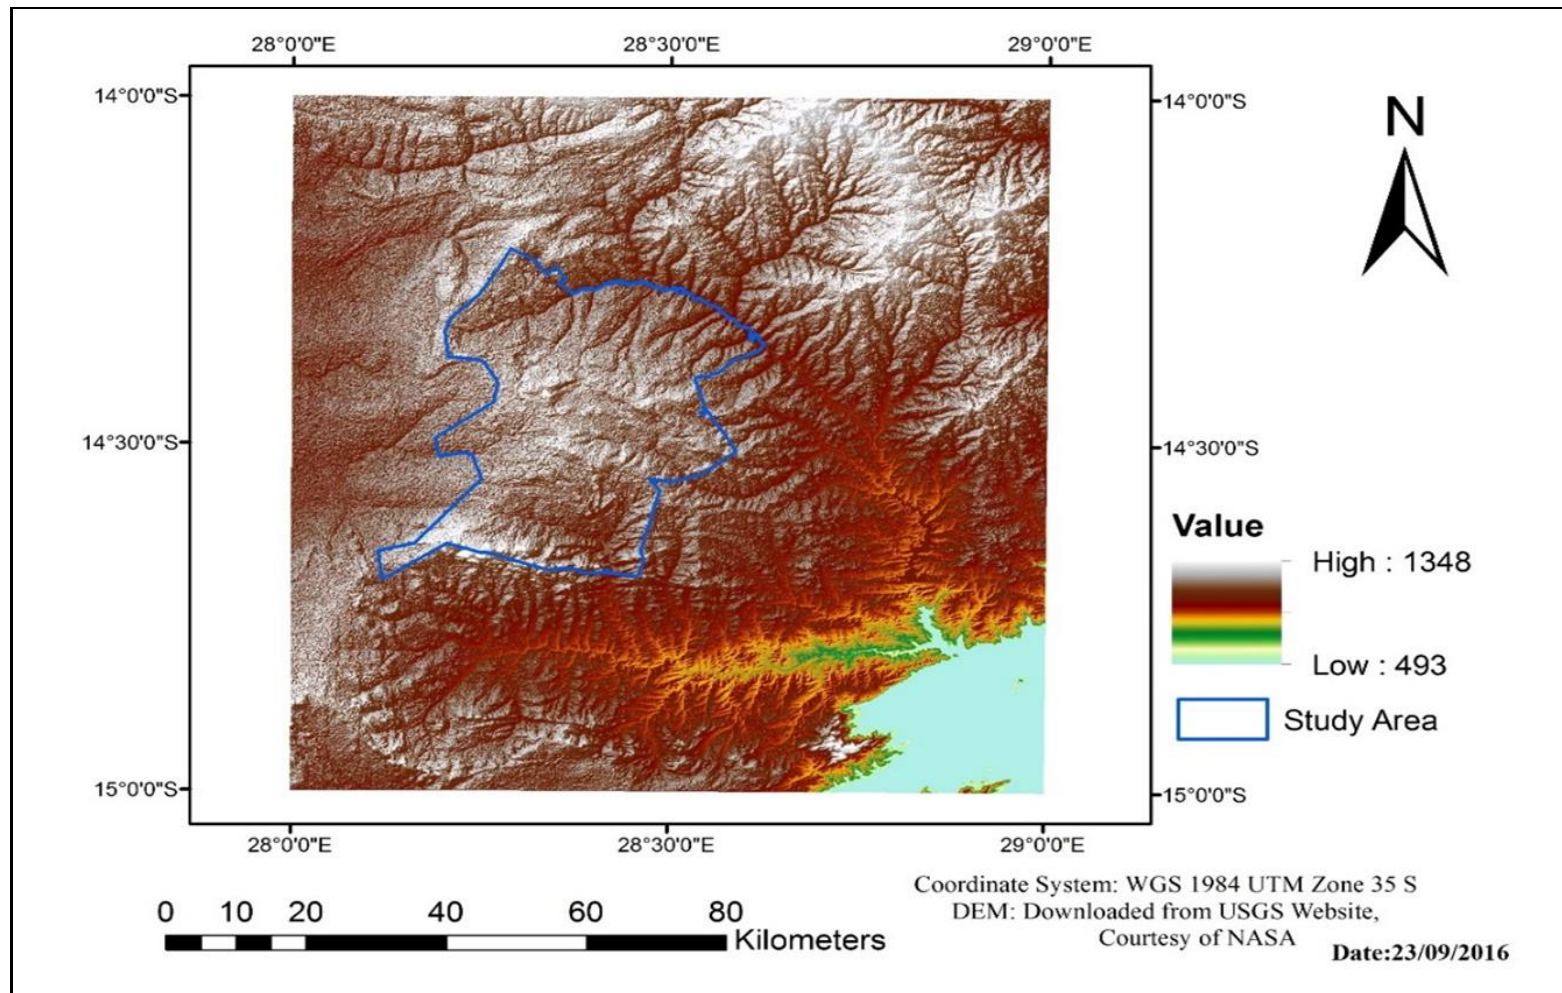 28°0'0"E 28°30'0"E 29°0'0"E
14°0'0"S 14°0'0"S
N
14°30'0"S 14°30'0"S
Value
High : 1348
Low : 493
Study Area
15°0'0"S 15°0'0"S
28°0'0"E 28°30'0"E 29°0'0"E
0 10 20 40 60 80
Kilometers
Coordinate System: WGS 1984 UTM Zone 35 S
DEM: Downloaded from USGS Website,
Courtesy of NASA
Date:23/09/2016